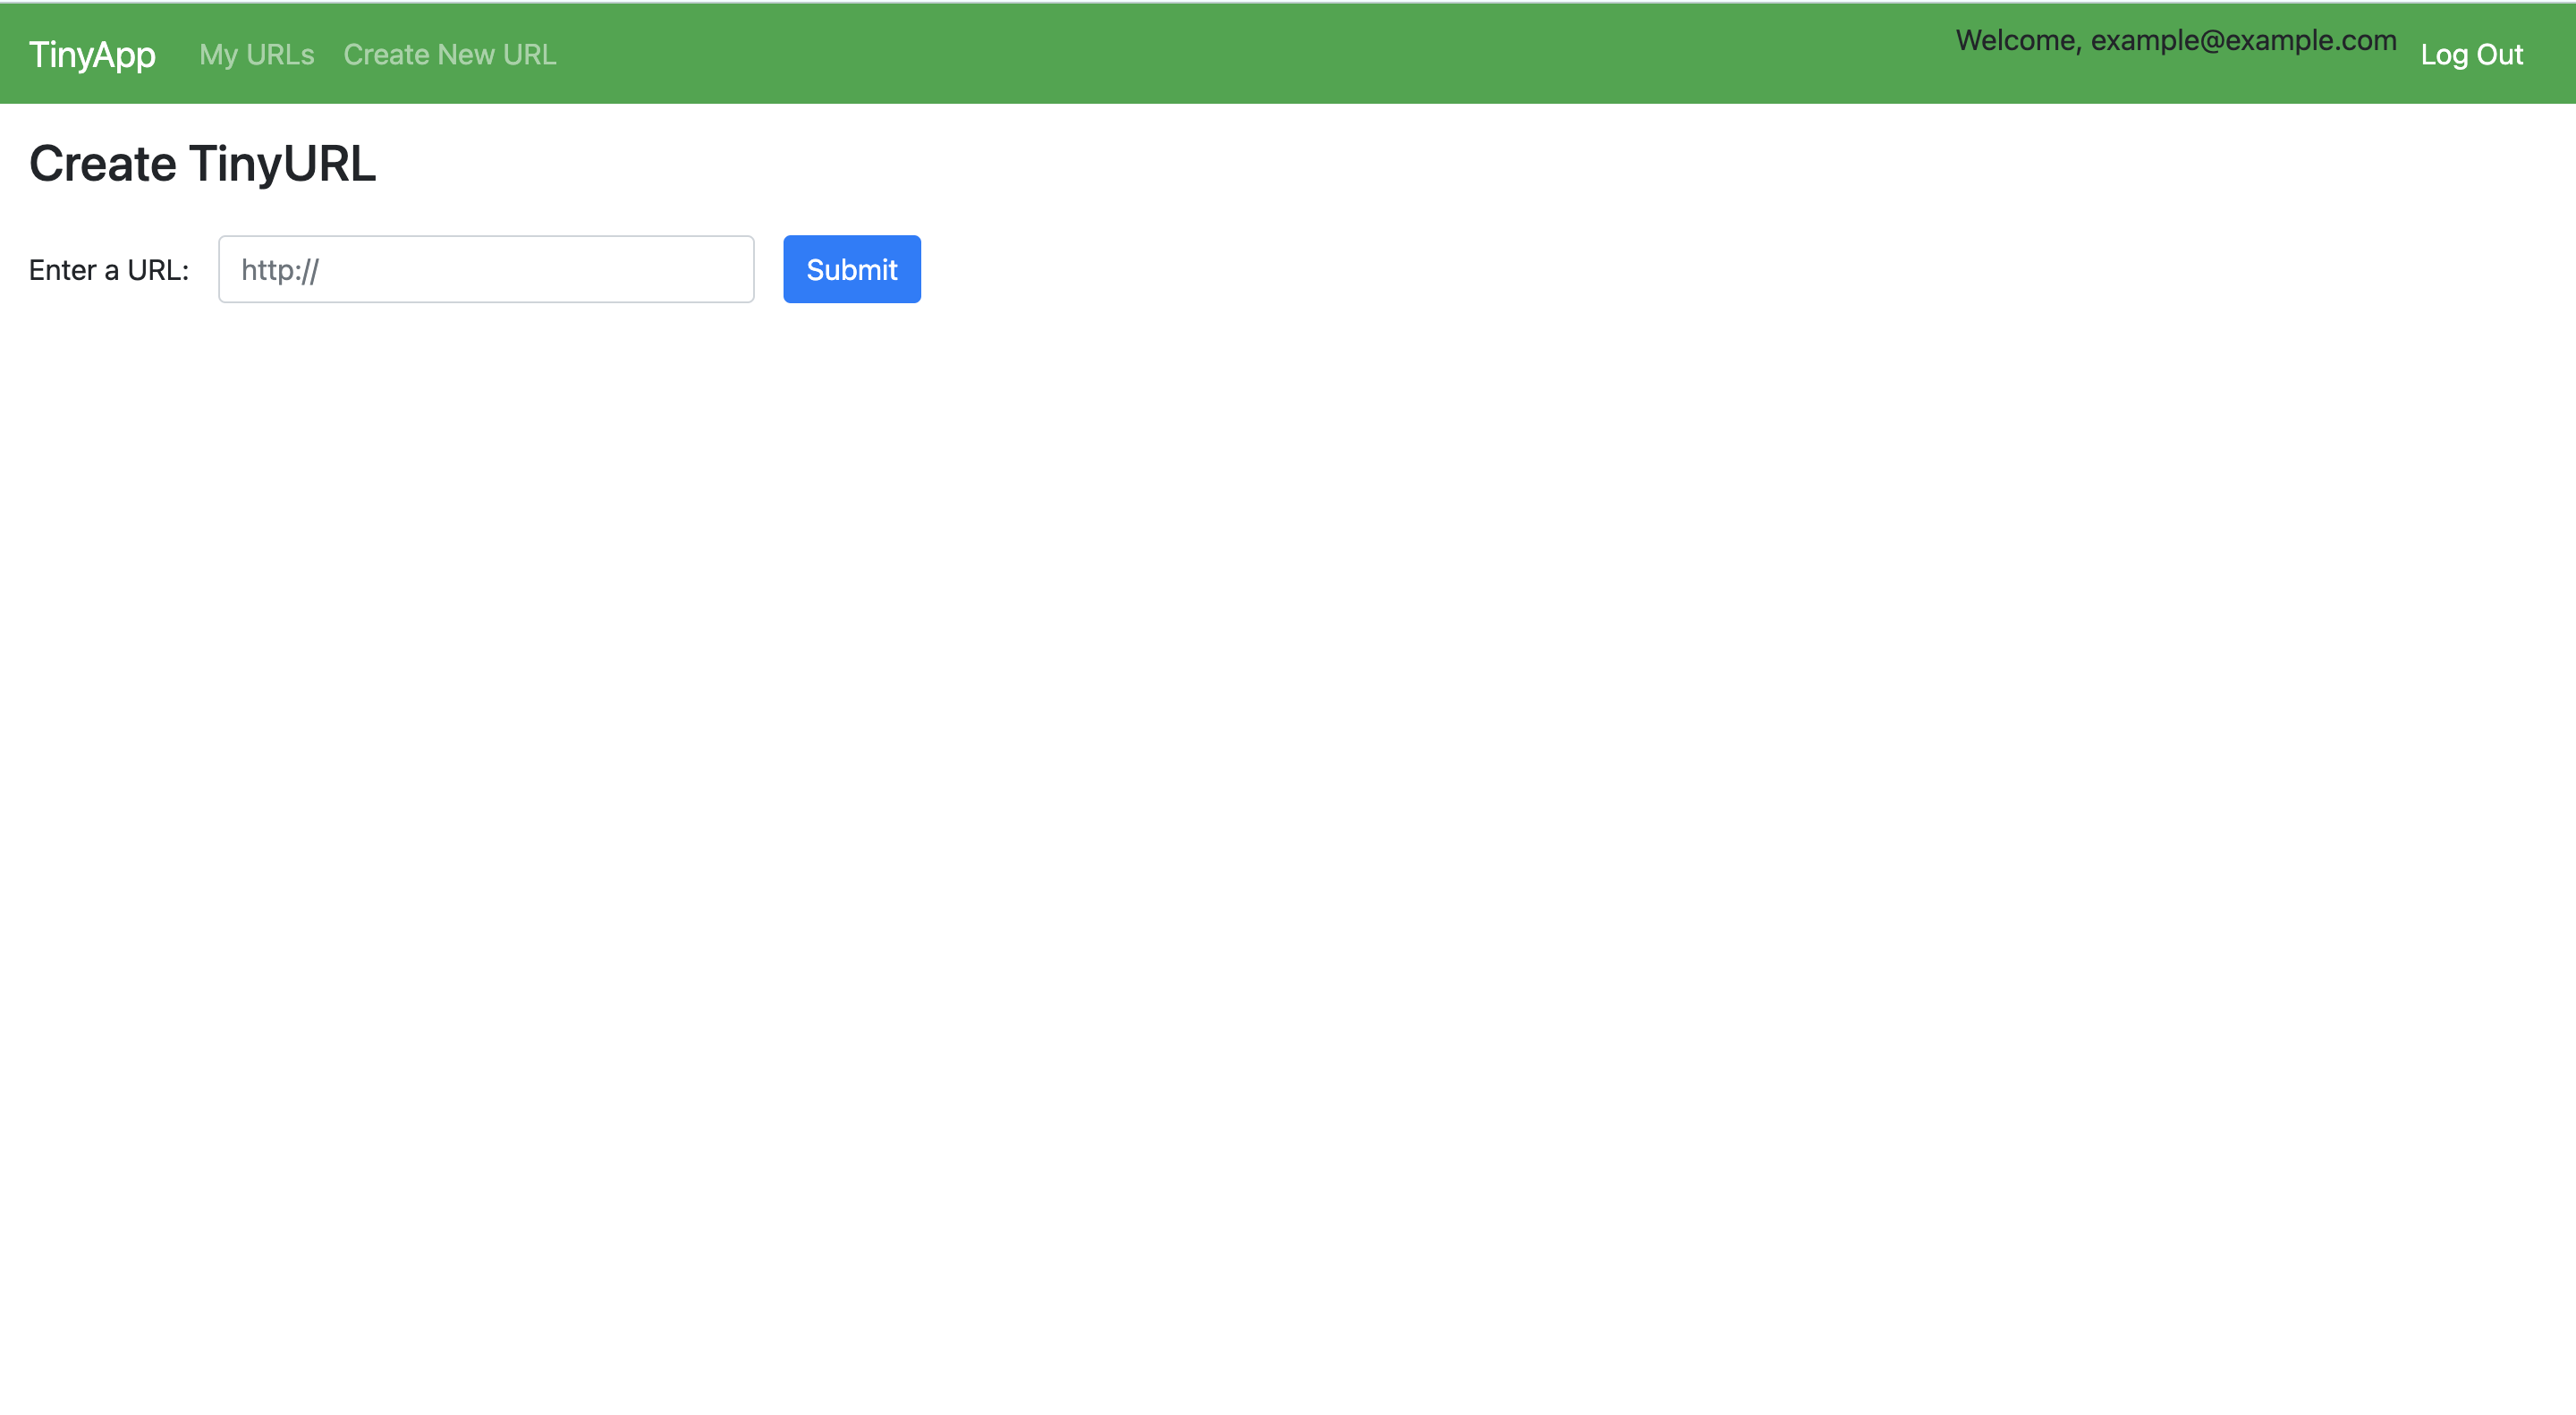 TinyApp My URLs Create New URL Welcome, example@example.com Log Out
Create TinyURL
Enter a URL: http:// Submit